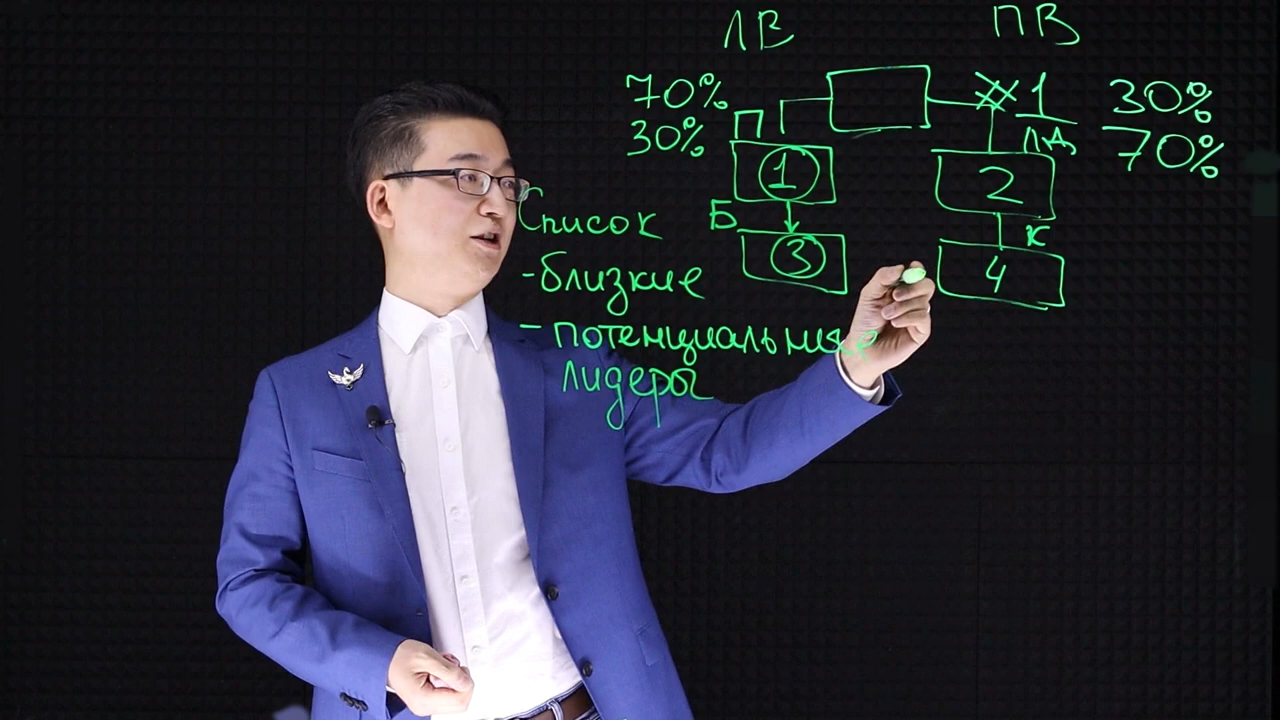 ЛВ
ПВ
70%
30%
П
1
3
Б
1
ЛД
2
К
4
30%
70%
Список
-близкие
- потенциальные
лидеры